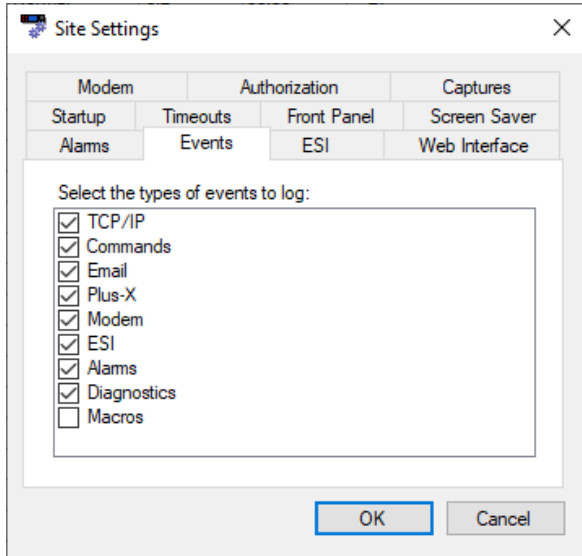 Site Settings
Modem Authorization Captures
Startup Timeouts Front Panel Screen Saver
Alarms Events ESI Web Interface
Select the types of events to log:
TCP/IP
Commands
Email
Plus-X
Modem
ESI
Alarms
Diagnostics
Macros
OK Cancel